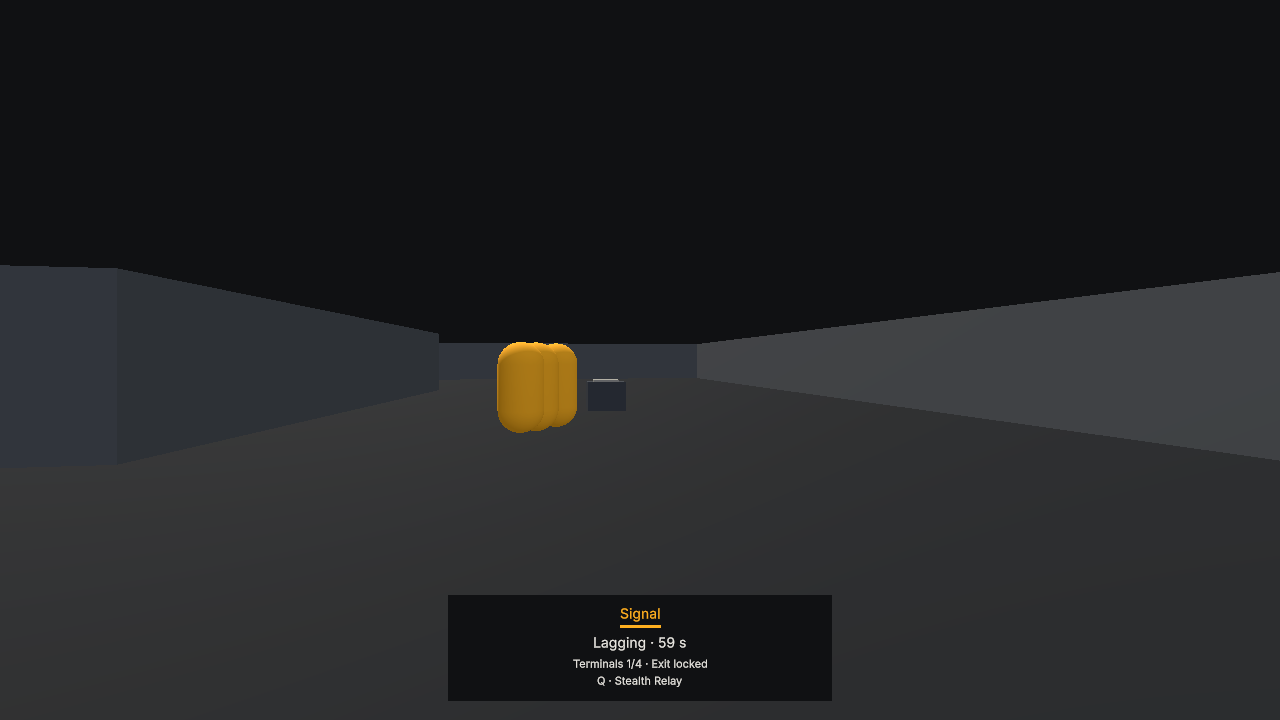 Signal
Lagging · 59 s
Terminals 1/4 · Exit locked
Q · Stealth Relay